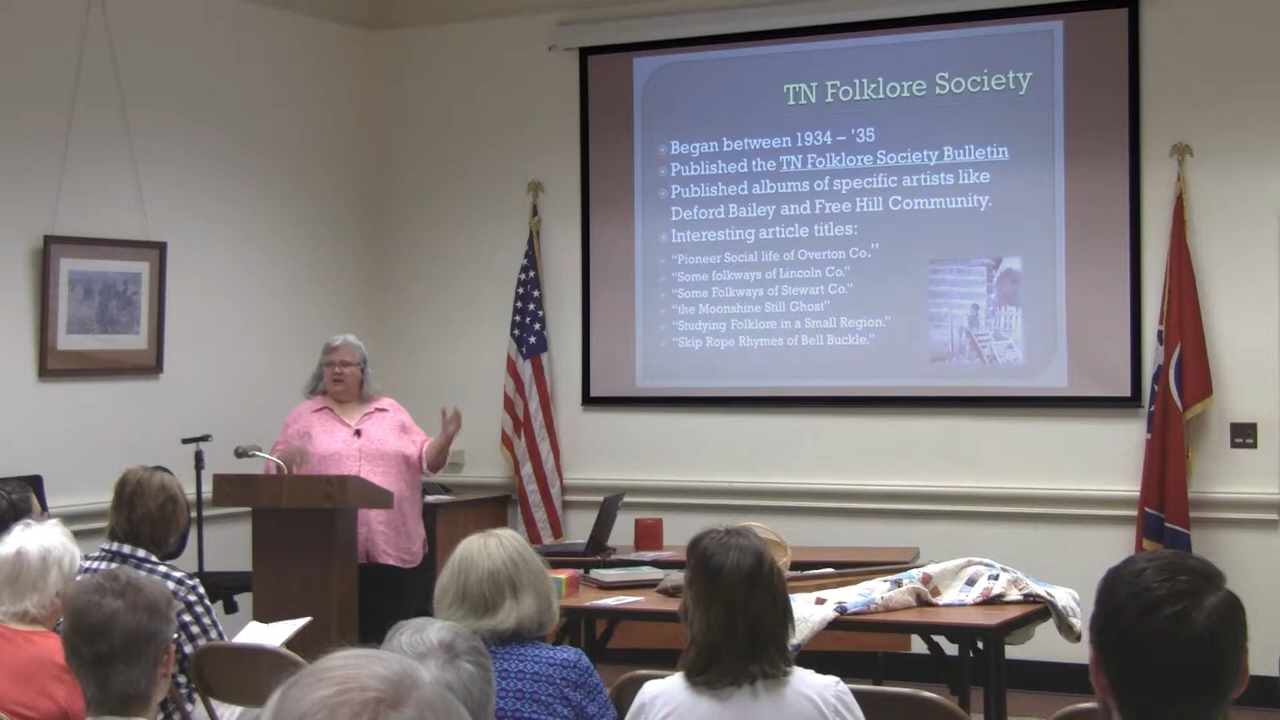 TN Folklore Society
Began between 1934 – '35
Published the TN Folklore Society Bulletin
Published albums of specific artists like
Deford Bailey and Free Hill Community.
Interesting article titles:
"Pioneer Social life of Overton Co."
"Some folkways of Lincoln Co."
"Some Folkways of Stewart Co."
"the Moonshine Still Ghost"
"Studying Folklore in a Small Region."
"Skip Rope Rhymes of Bell Buckle."